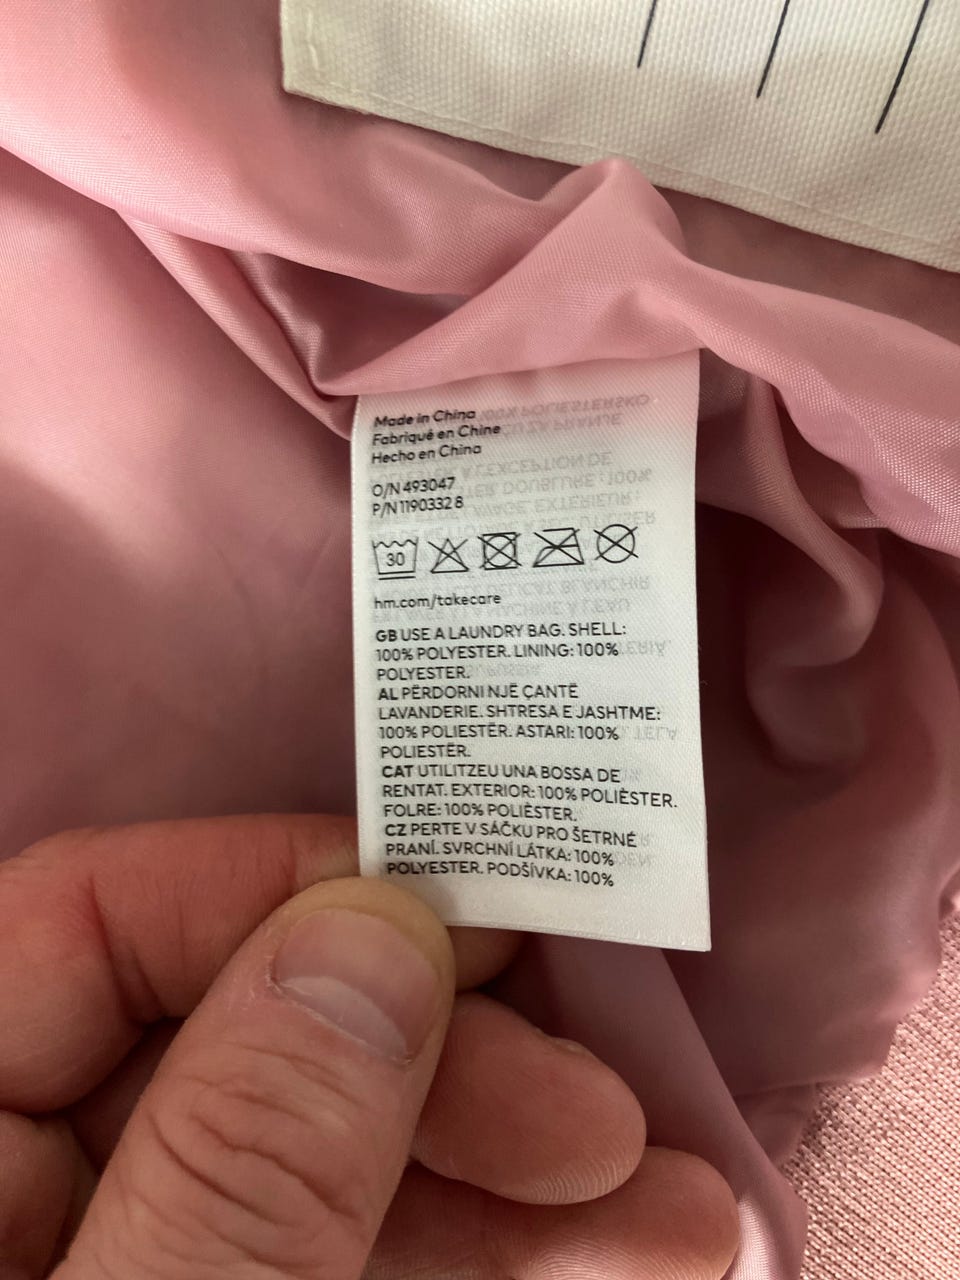 Made in China
Fabriqué en Chine
Hecho en China
O/N 493047
P/N 1190332 8
30
hm.com/takecare
GB USE A LAUNDRY BAG. SHELL:
100% POLYESTER. LINING: 100%
POLYESTER.
AL PËRDORNI NJË ÇANTË
LAVANDERIE. SHTRESA E JASHTME:
100% POLIESTËR. ASTARI: 100%
POLIESTËR.
CAT UTILITZEU UNA BOSSA DE
RENTAT. EXTERIOR: 100% POLIÈSTER.
FOLRE: 100% POLIÈSTER.
CZ PERTE V SÁČKU PRO ŠETRNÉ
PRANÍ. SVRCHNÍ LÁTKA: 100%
POLYESTER. PODŠÍVKA: 100%